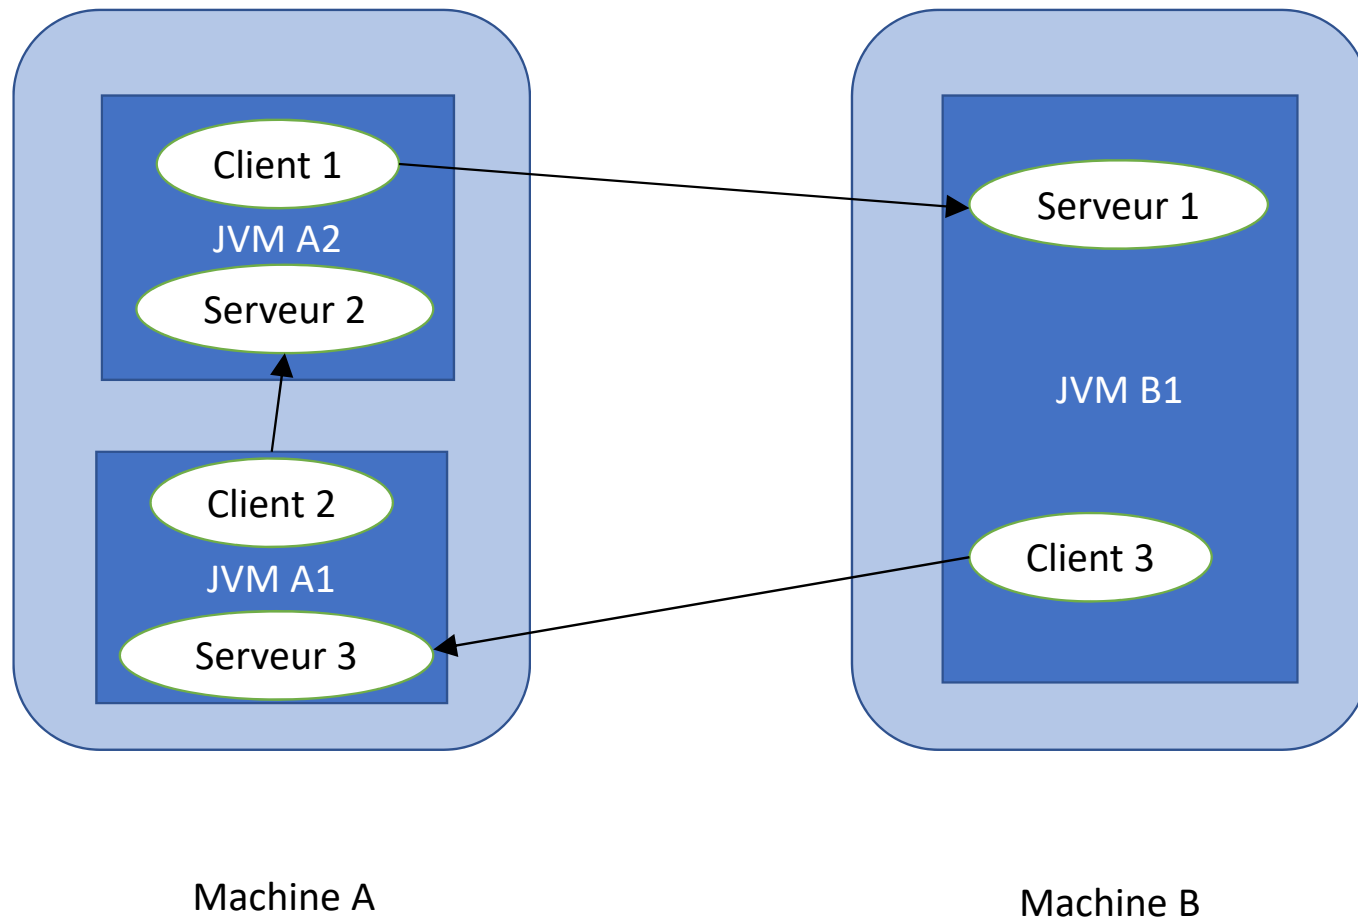 Client 1
JVM A2
Serveur 2
Client 2
JVM A1
Serveur 3
Serveur 1
JVM B1
Client 3
Machine A
Machine B